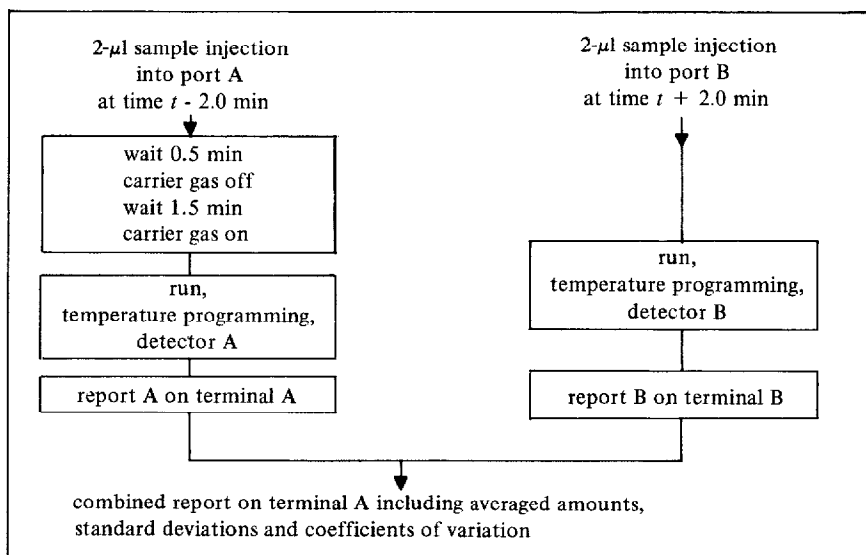 2-μl sample injection
into port A
at time t - 2.0 min
wait 0.5 min
carrier gas off
wait 1.5 min
carrier gas on
run,
temperature programming,
detector A
report A on terminal A
2-μl sample injection
into port B
at time t + 2.0 min
run,
temperature programming,
detector B
report B on terminal B
combined report on terminal A including averaged amounts,
standard deviations and coefficients of variation